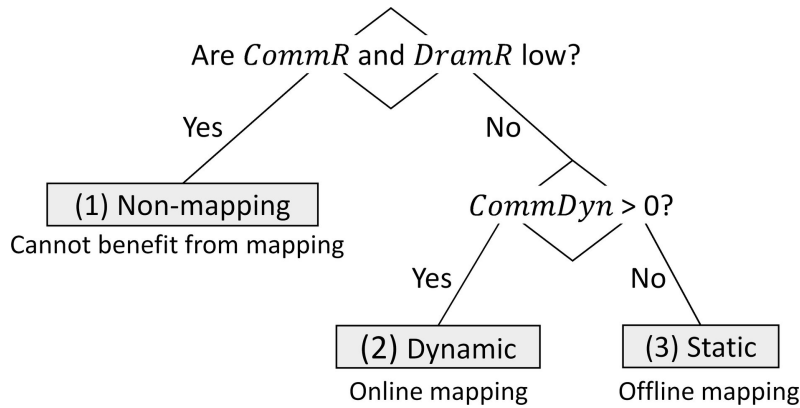 Are CommR and DramR low?
Yes
No
(1) Non-mapping
Cannot benefit from mapping
CommDyn > 0?
Yes
No
(2) Dynamic
(3) Static
Online mapping
Offline mapping